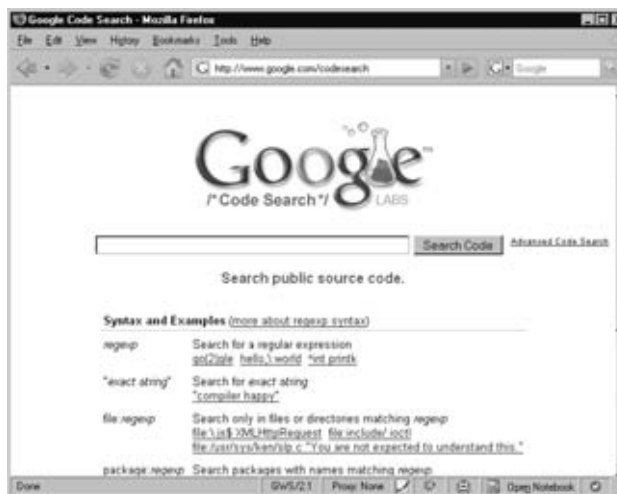 Google Code Search - Mozilla Firefox
File Edit View History Bookmarks Tools Help
http://www.google.com/codesearch
Google
Google™
/* Code Search */ LABS
Search Code
Advanced Code Search
Search public source code.
Syntax and Examples (more about regexp syntax)
regexp Search for a regular expression
go{2}gle hello,\ world ^int printk
"exact string" Search for exact string
"compiler happy"
file:regexp Search only in files or directories matching regexp
file:\.js$ XMLHttpRequest file:include/ ioctl
file:/usr/sys/ken/slp.c "You are not expected to understand this."
package:regexp Search packages with names matching regexp
Done GWS/2.1 Proxy: None Open Notebook